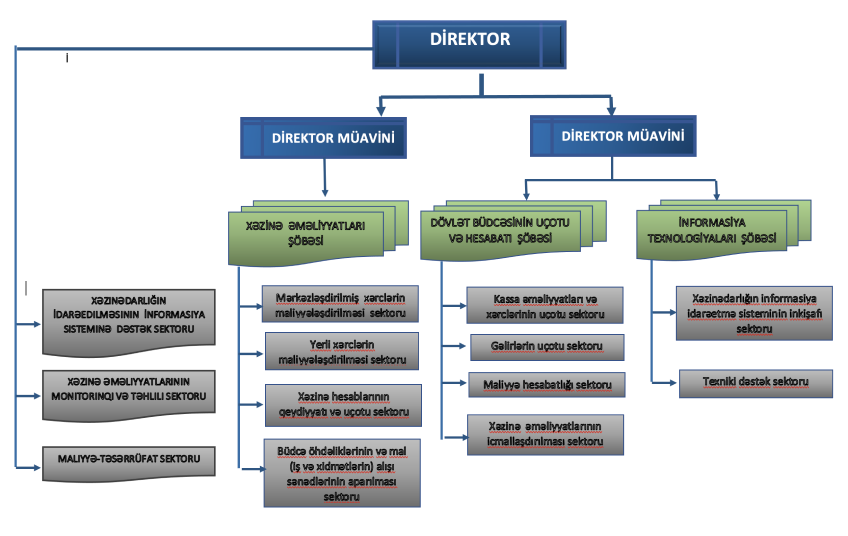 DİREKTOR
İ
DİREKTOR MÜAVİNİ
DİREKTOR MÜAVİNİ
XƏZİNƏ ƏMƏLİYYATLARI
ŞÖBƏSİ
DÖVLƏT BÜDCƏSİNİN UÇOTU
VƏ HESABATI ŞÖBƏSİ
İNFORMASİYA
TEXNOLOGİYALARI ŞÖBƏSİ
XƏZİNƏDARLIĞIN
İDARƏEDİLMƏSININ İNFORMASIYA
SISTEMINƏ DƏSTƏK SEKTORU
XƏZİNƏ ƏMƏLİYYATLARININ
MONITORINQI VƏ TƏHLILI SEKTORU
MALIYYƏ-TƏSƏRRÜFAT SEKTORU
Mərkəzləşdirilmiş xərclərin
maliyyələşdirilməsi sektoru
Yerli xərclərin
maliyyələşdirilməsi sektoru
Xəzinə hesablarının
qeydiyyatı və uçotu sektoru
Büdcə öhdəliklərinin və mal
(iş və xidmətlərin) alışı
sənədlərinin aparılması
sektoru
Kassa əməliyyatları və
xərclərinin uçotu sektoru
Gəlirlərin uçotu sektoru
Maliyyə hesabatlığı sektoru
Xəzinə əməliyyatlarının
icmallaşdırılması sektoru
Xəzinədarlığın informasiya
idarəetmə sisteminin inkişafı
sektoru
Texniki dəstək sektoru